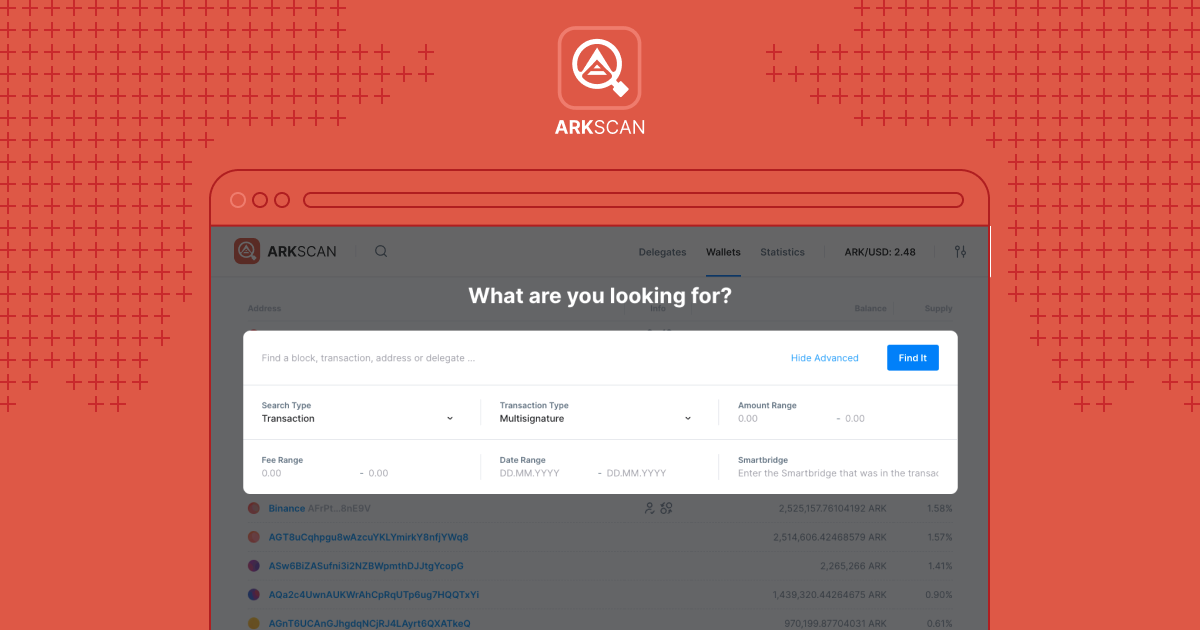 ARKSCAN
ARKSCAN Delegates Wallets Statistics ARK/USD: 2.48
What are you looking for?
Address Info Balance Supply
Find a block, transaction, address or delegate ... Hide Advanced Find It
Search Type Transaction Type Amount Range
Transaction Multisignature 0.00 - 0.00
Fee Range Date Range Smartbridge
0.00 - 0.00 DD.MM.YYYY - DD.MM.YYYY Enter the Smartbridge that was in the transac
Binance AFrPt...8nE9V 2,525,157.76104192 ARK 1.58%
AGT8uCqhpgu8wAzcuYKLYmirkY8nfjYWq8 2,514,606.42468579 ARK 1.57%
ASw6BiZASufni3i2NZBWpmthDJJtgYcopG 2,265,266 ARK 1.41%
AQa2c4UwnAUKWrAhCpRqUTp6ug7HQQTxYi 1,439,320.44264675 ARK 0.90%
AGnT6UCAnGJhgdqNCjRJ4LAyrt6QXATkeQ 970,199.87704031 ARK 0.61%